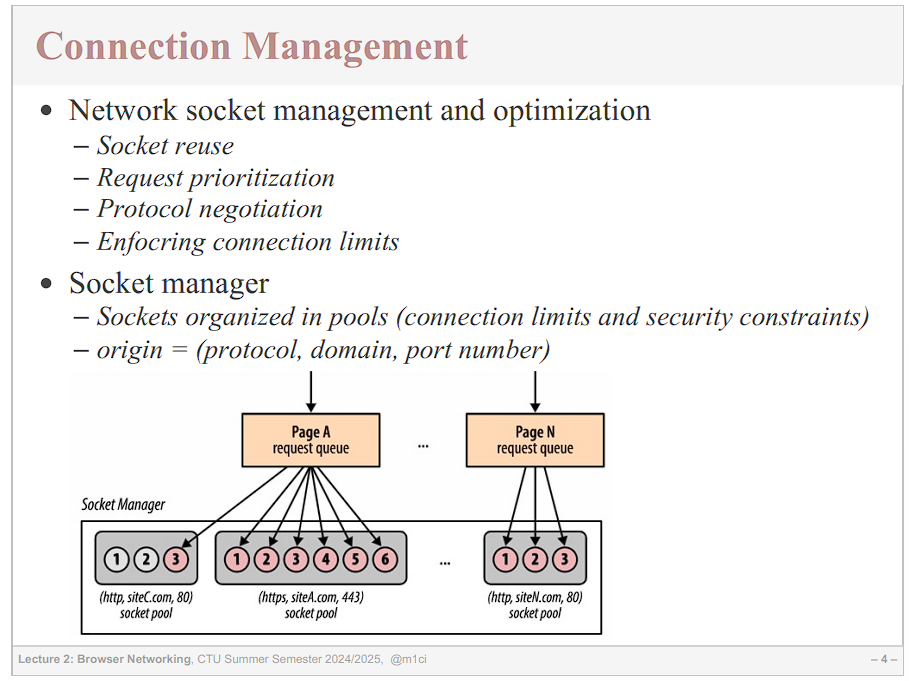 Connection Management
• Network socket management and optimization
– Socket reuse
– Request prioritization
– Protocol negotiation
– Enfocring connection limits
• Socket manager
– Sockets organized in pools (connection limits and security constraints)
– origin = (protocol, domain, port number)
Page A
request queue
...
Page N
request queue
Socket Manager
1 2 3
1 2 3 4 5 6
...
1 2 3
(http, siteC.com, 80)
socket pool
(https, siteA.com, 443)
socket pool
(http, siteN.com, 80)
socket pool
Lecture 2: Browser Networking, CTU Summer Semester 2024/2025, @m1ci
– 4 –